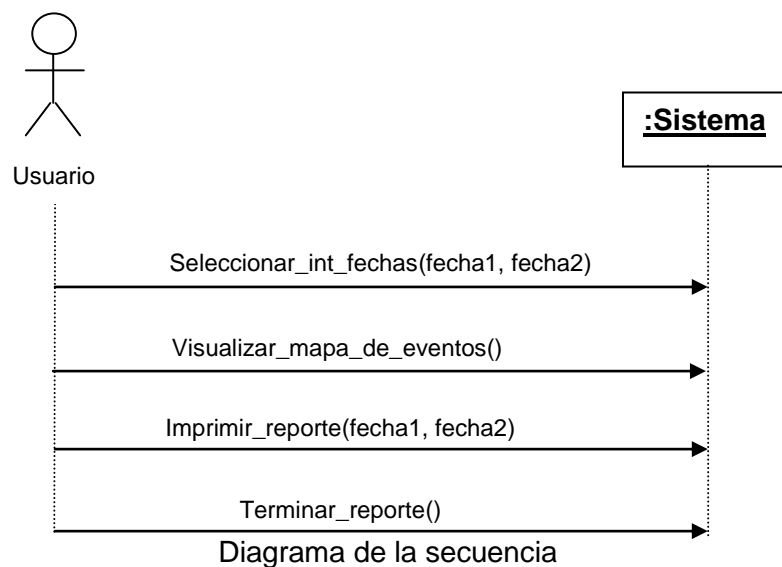 :Sistema
Usuario
Seleccionar_int_fechas(fecha1, fecha2)
Visualizar_mapa_de_eventos()
Imprimir_reporte(fecha1, fecha2)
Terminar_reporte()
Diagrama de la secuencia